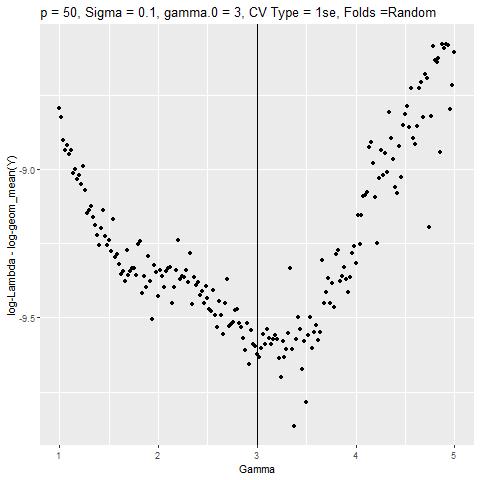 p = 50, Sigma = 0.1, gamma.0 = 3, CV Type = 1se, Folds =Random
log-Lambda - log-geom_mean(Y)
-9.0
-9.5
1
2
3
4
5
Gamma